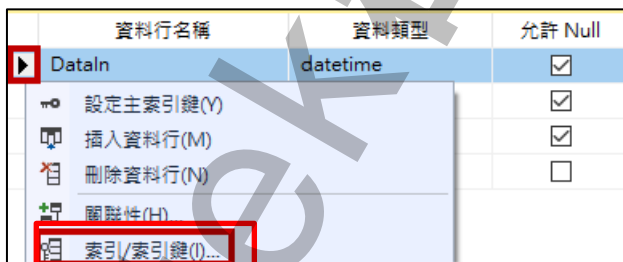 資料行名稱 資料類型 允許 Null
DataIn datetime
設定主索引鍵(Y)
插入資料行(M)
刪除資料行(N)
關聯性(H)...
索引/索引鍵(I)...